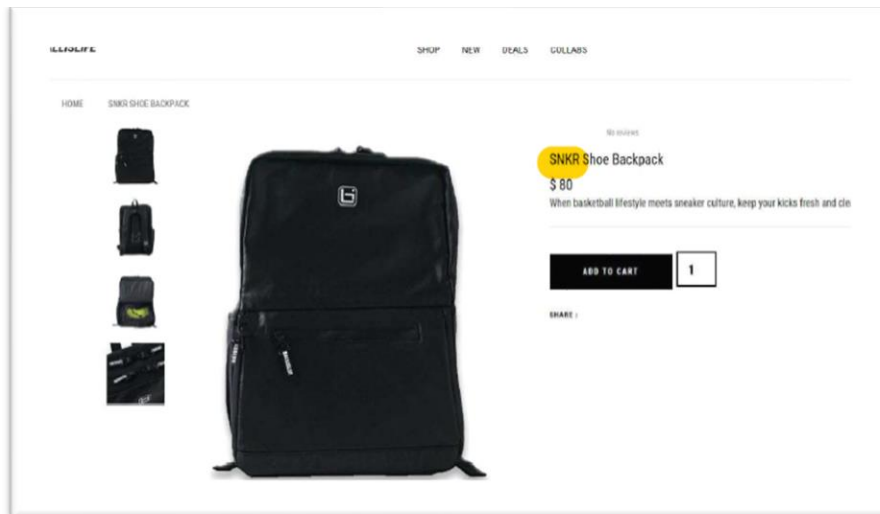 SHOP NEW DEALS COLLABS
HOME SNKR SHOE BACKPACK
No reviews
SNKR Shoe Backpack
$ 80
When basketball lifestyle meets sneaker culture, keep your kicks fresh and cle
ADD TO CART 1
SHARE :